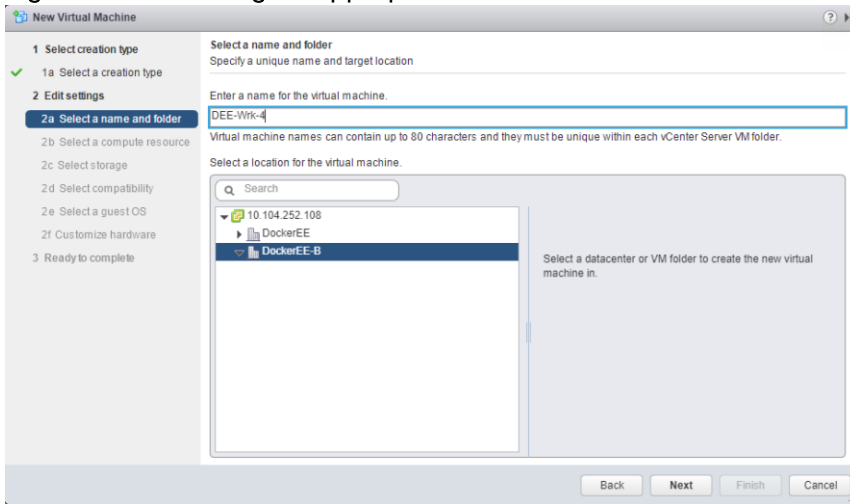 New Virtual Machine
?
1 Select creation type
1a Select a creation type
2 Edit settings
2a Select a name and folder
2b Select a compute resource
2c Select storage
2d Select compatibility
2e Select a guest OS
2f Customize hardware
3 Ready to complete
Select a name and folder
Specify a unique name and target location
Enter a name for the virtual machine.
DEE-Wrk-4
Virtual machine names can contain up to 80 characters and they must be unique within each vCenter Server VM folder.
Select a location for the virtual machine.
Search
10.104.252.108
DockerEE
DockerEE-B
Select a datacenter or VM folder to create the new virtual
machine in.
Back Next Finish Cancel